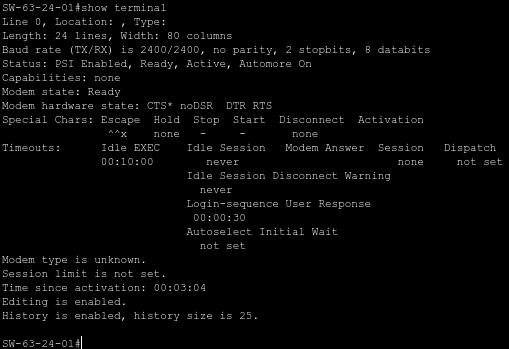 SW-63-24-01#show terminal
Line 0, Location: , Type:
Length: 24 lines, Width: 80 columns
Baud rate (TX/RX) is 2400/2400, no parity, 2 stopbits, 8 databits
Status: PSI Enabled, Ready, Active, Automore On
Capabilities: none
Modem state: Ready
Modem hardware state: CTS* noDSR  DTR RTS
Special Chars: Escape  Hold  Stop  Start  Disconnect  Activation
                ^^x    none   -     -       none
Timeouts:      Idle EXEC    Idle Session   Modem Answer  Session   Dispatch
               00:10:00        never                        none     not set
                            Idle Session Disconnect Warning
                              never
                            Login-sequence User Response
                             00:00:30
                            Autoselect Initial Wait
                              not set
Modem type is unknown.
Session limit is not set.
Time since activation: 00:03:04
Editing is enabled.
History is enabled, history size is 25.
SW-63-24-01#